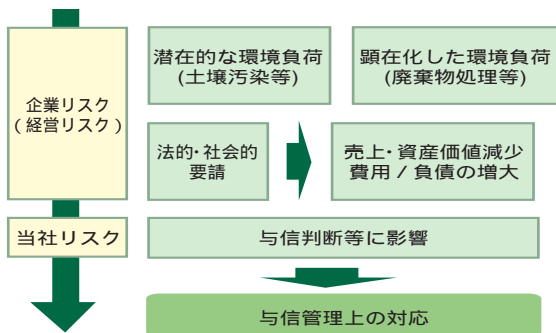 企業リスク
(経営リスク)
潜在的な環境負荷
(土壌汚染等)
顕在化した環境負荷
(廃棄物処理等)
法的・社会的
要請
売上・資産価値減少
費用/負債の増大
当社リスク
与信判断等に影響
与信管理上の対応